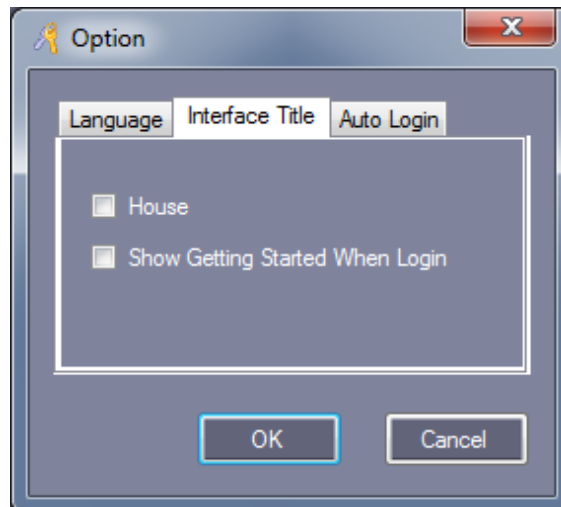 Option
Language Interface Title Auto Login
House
Show Getting Started When Login
OK Cancel